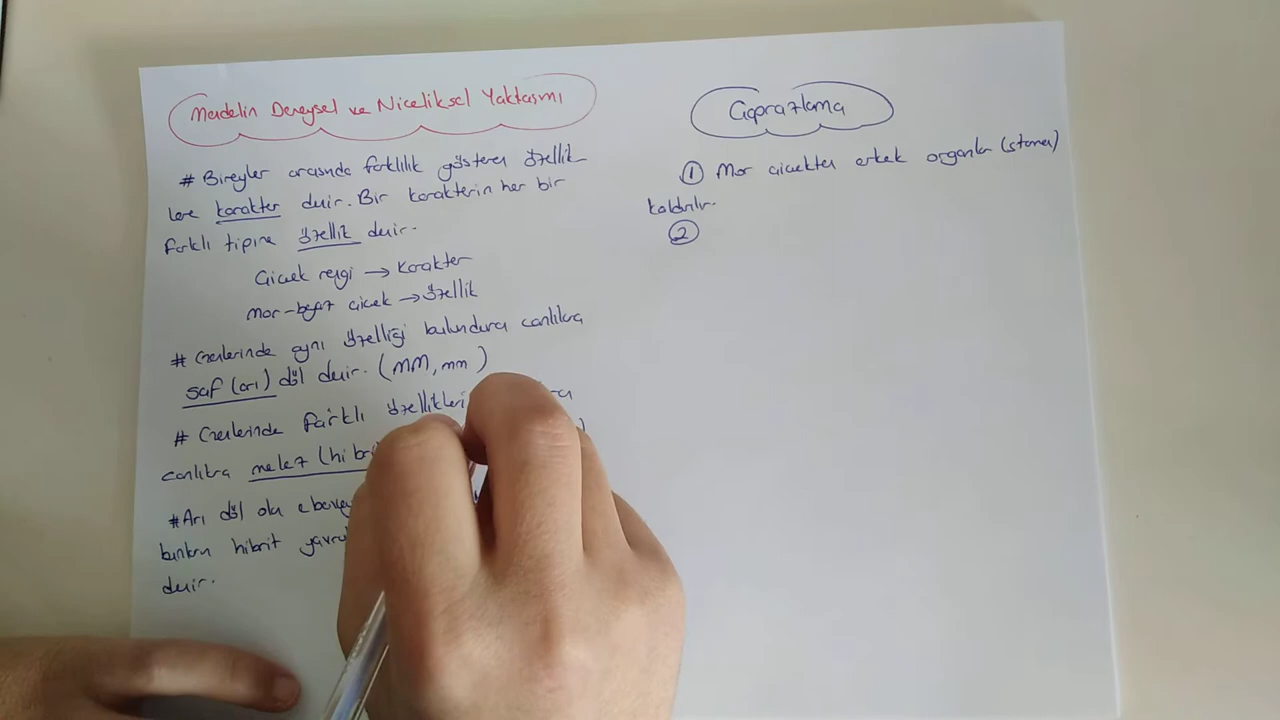 Mendelin Deneysel ve Niceliksel Yaklaşımı
# Bireyler arasında farklılık gösteren özellik
lere karakter denir. Bir karakterin her bir
farklı tipine özellik denir.
Çiçek rengi → Karakter
Mor-beyaz çiçek → özellik
# Genlerinde aynı özelliği bulunduran canlılara
saf (arı) döl denir. (MM, mm)
# Genlerinde farklı özellikleri
canlılara melez (hibri
#Arı döl olan ebevey
bunların hibrit yavru
denir.
Çaprazlama
① Mor çiçekten erkek organlar (stamen)
kaldırılır.
②